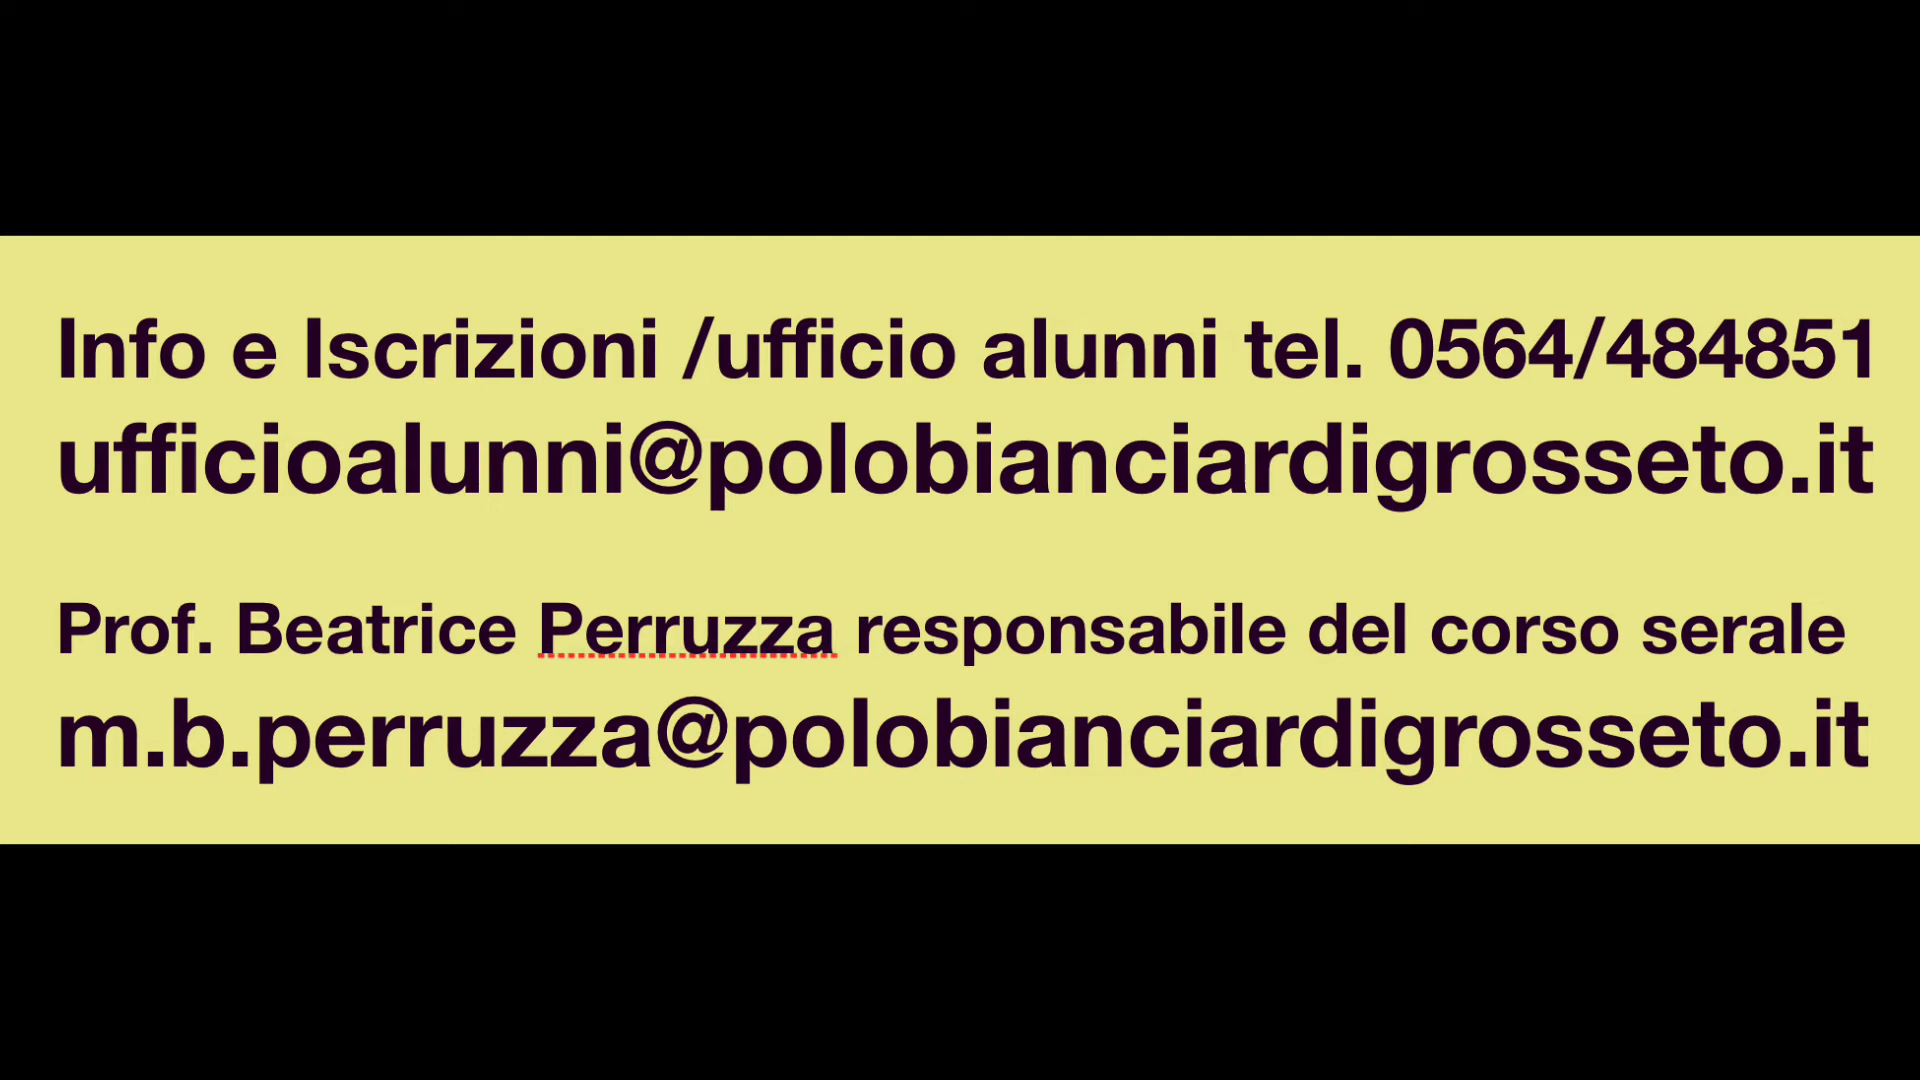 Info e Iscrizioni /ufficio alunni tel. 0564/484851
ufficioalunni@polobianciardigrosseto.it
Prof. Beatrice Perruzza responsabile del corso serale
m.b.perruzza@polobianciardigrosseto.it